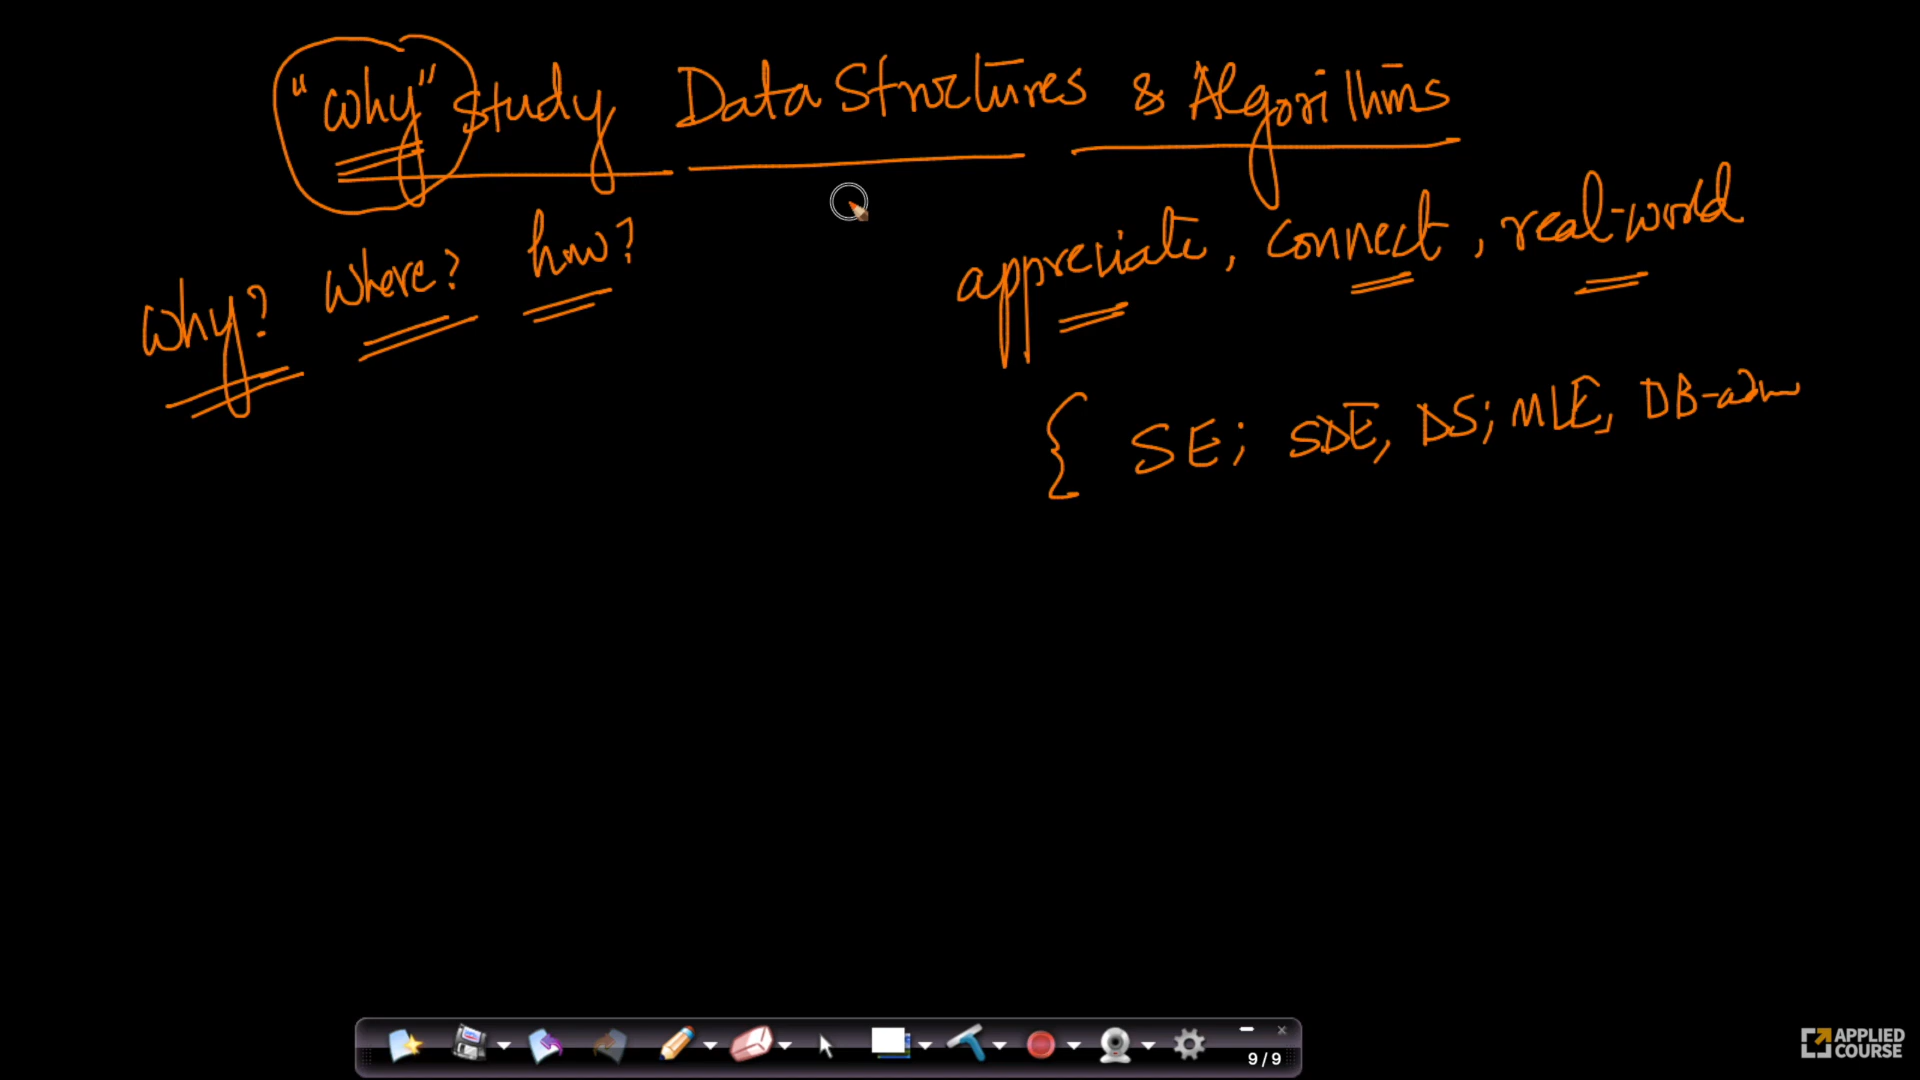 "why" study Data Structures & Algorithms
why? where? how?
appreciate, connect, real-world
{ SE; SDE, DS; MLE, DB-adm
9/9
APPLIED
COURSE